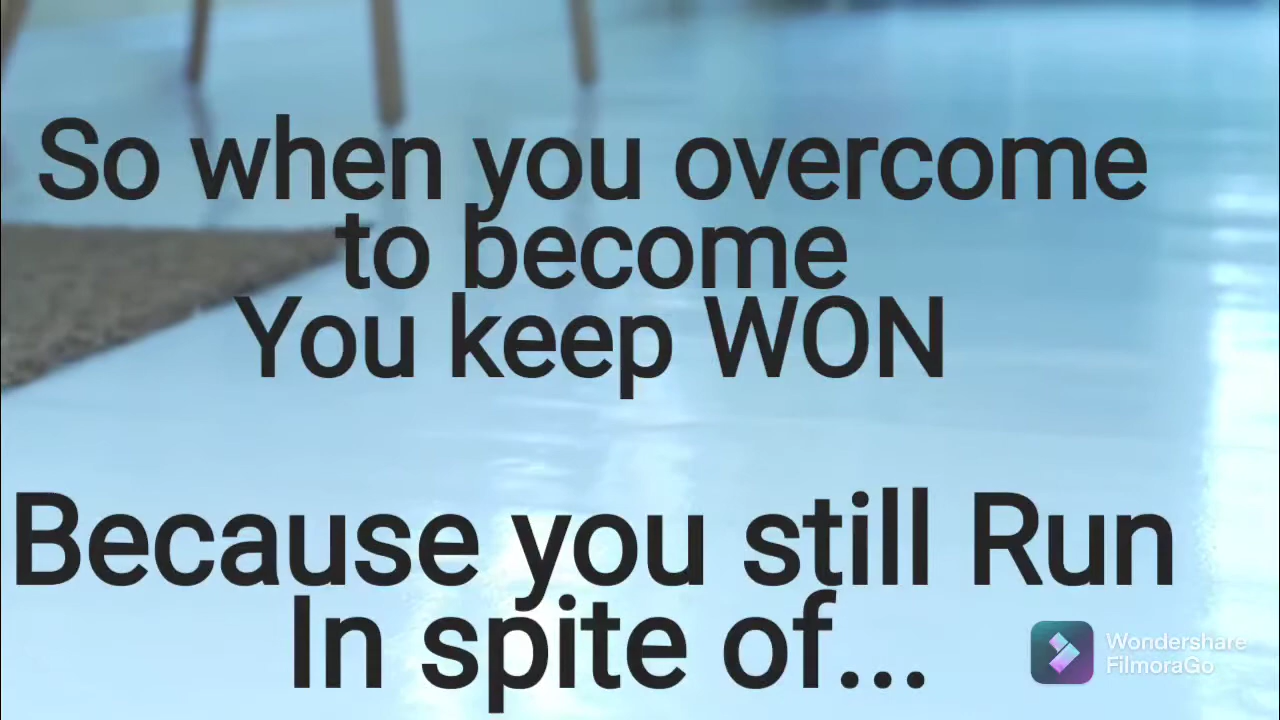 So when you overcome
to become
You keep WON
Because you still Run
In spite of...
Wondershare
FilmoraGo